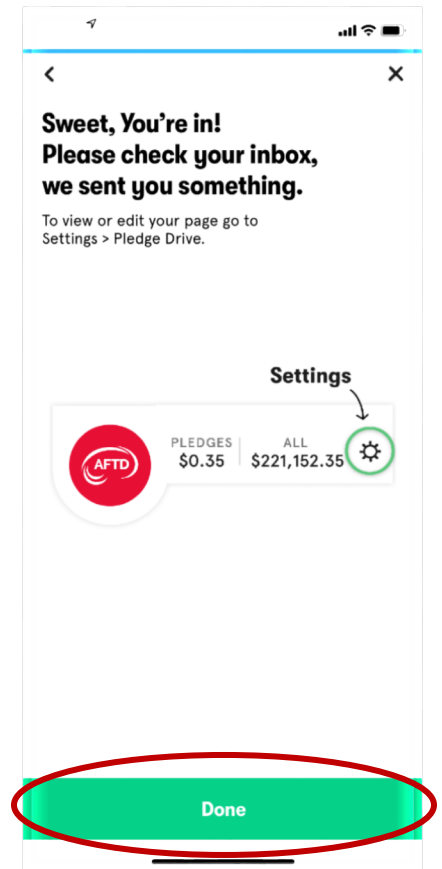 Sweet, You're in!
Please check your inbox,
we sent you something.
To view or edit your page go to
Settings > Pledge Drive.
Settings
AFTD
PLEDGES
$0.35
ALL
$221,152.35
Done